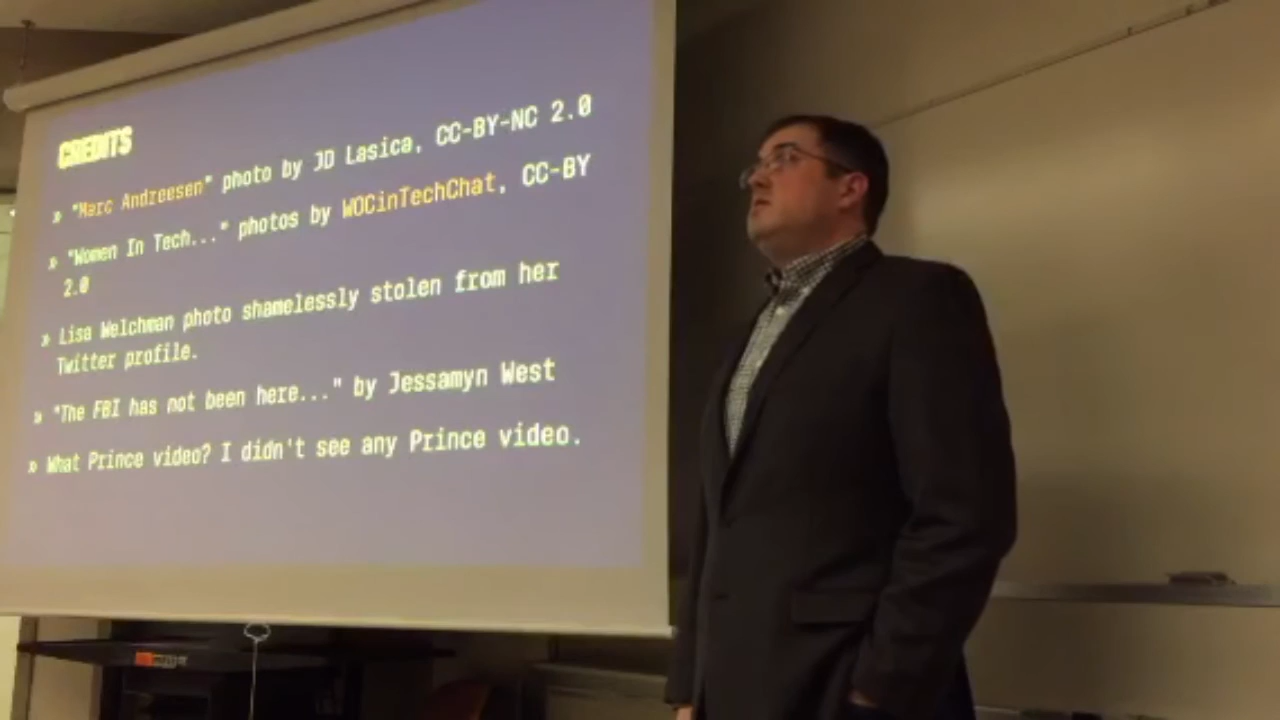 CREDITS
» "Marc Andreesen" photo by JD Lasica, CC-BY-NC 2.0
» "Women In Tech..." photos by WOCinTechChat, CC-BY
2.0
» Lisa Welchman photo shamelessly stolen from her
Twitter profile.
» "The FBI has not been here..." by Jessamyn West
» What Prince video? I didn't see any Prince video.